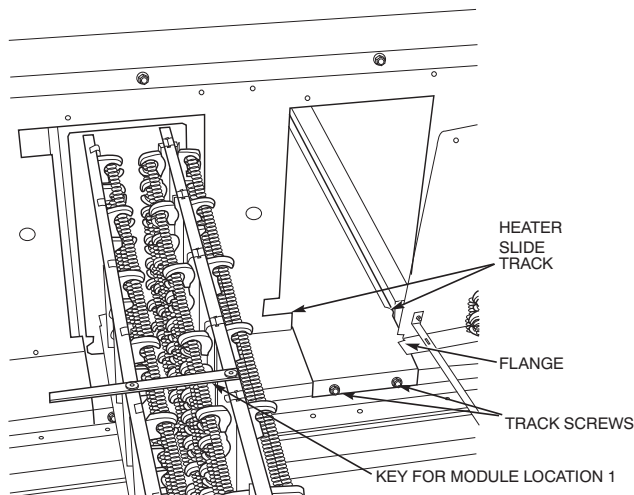 HEATER
SLIDE
TRACK
FLANGE
TRACK SCREWS
KEY FOR MODULE LOCATION 1